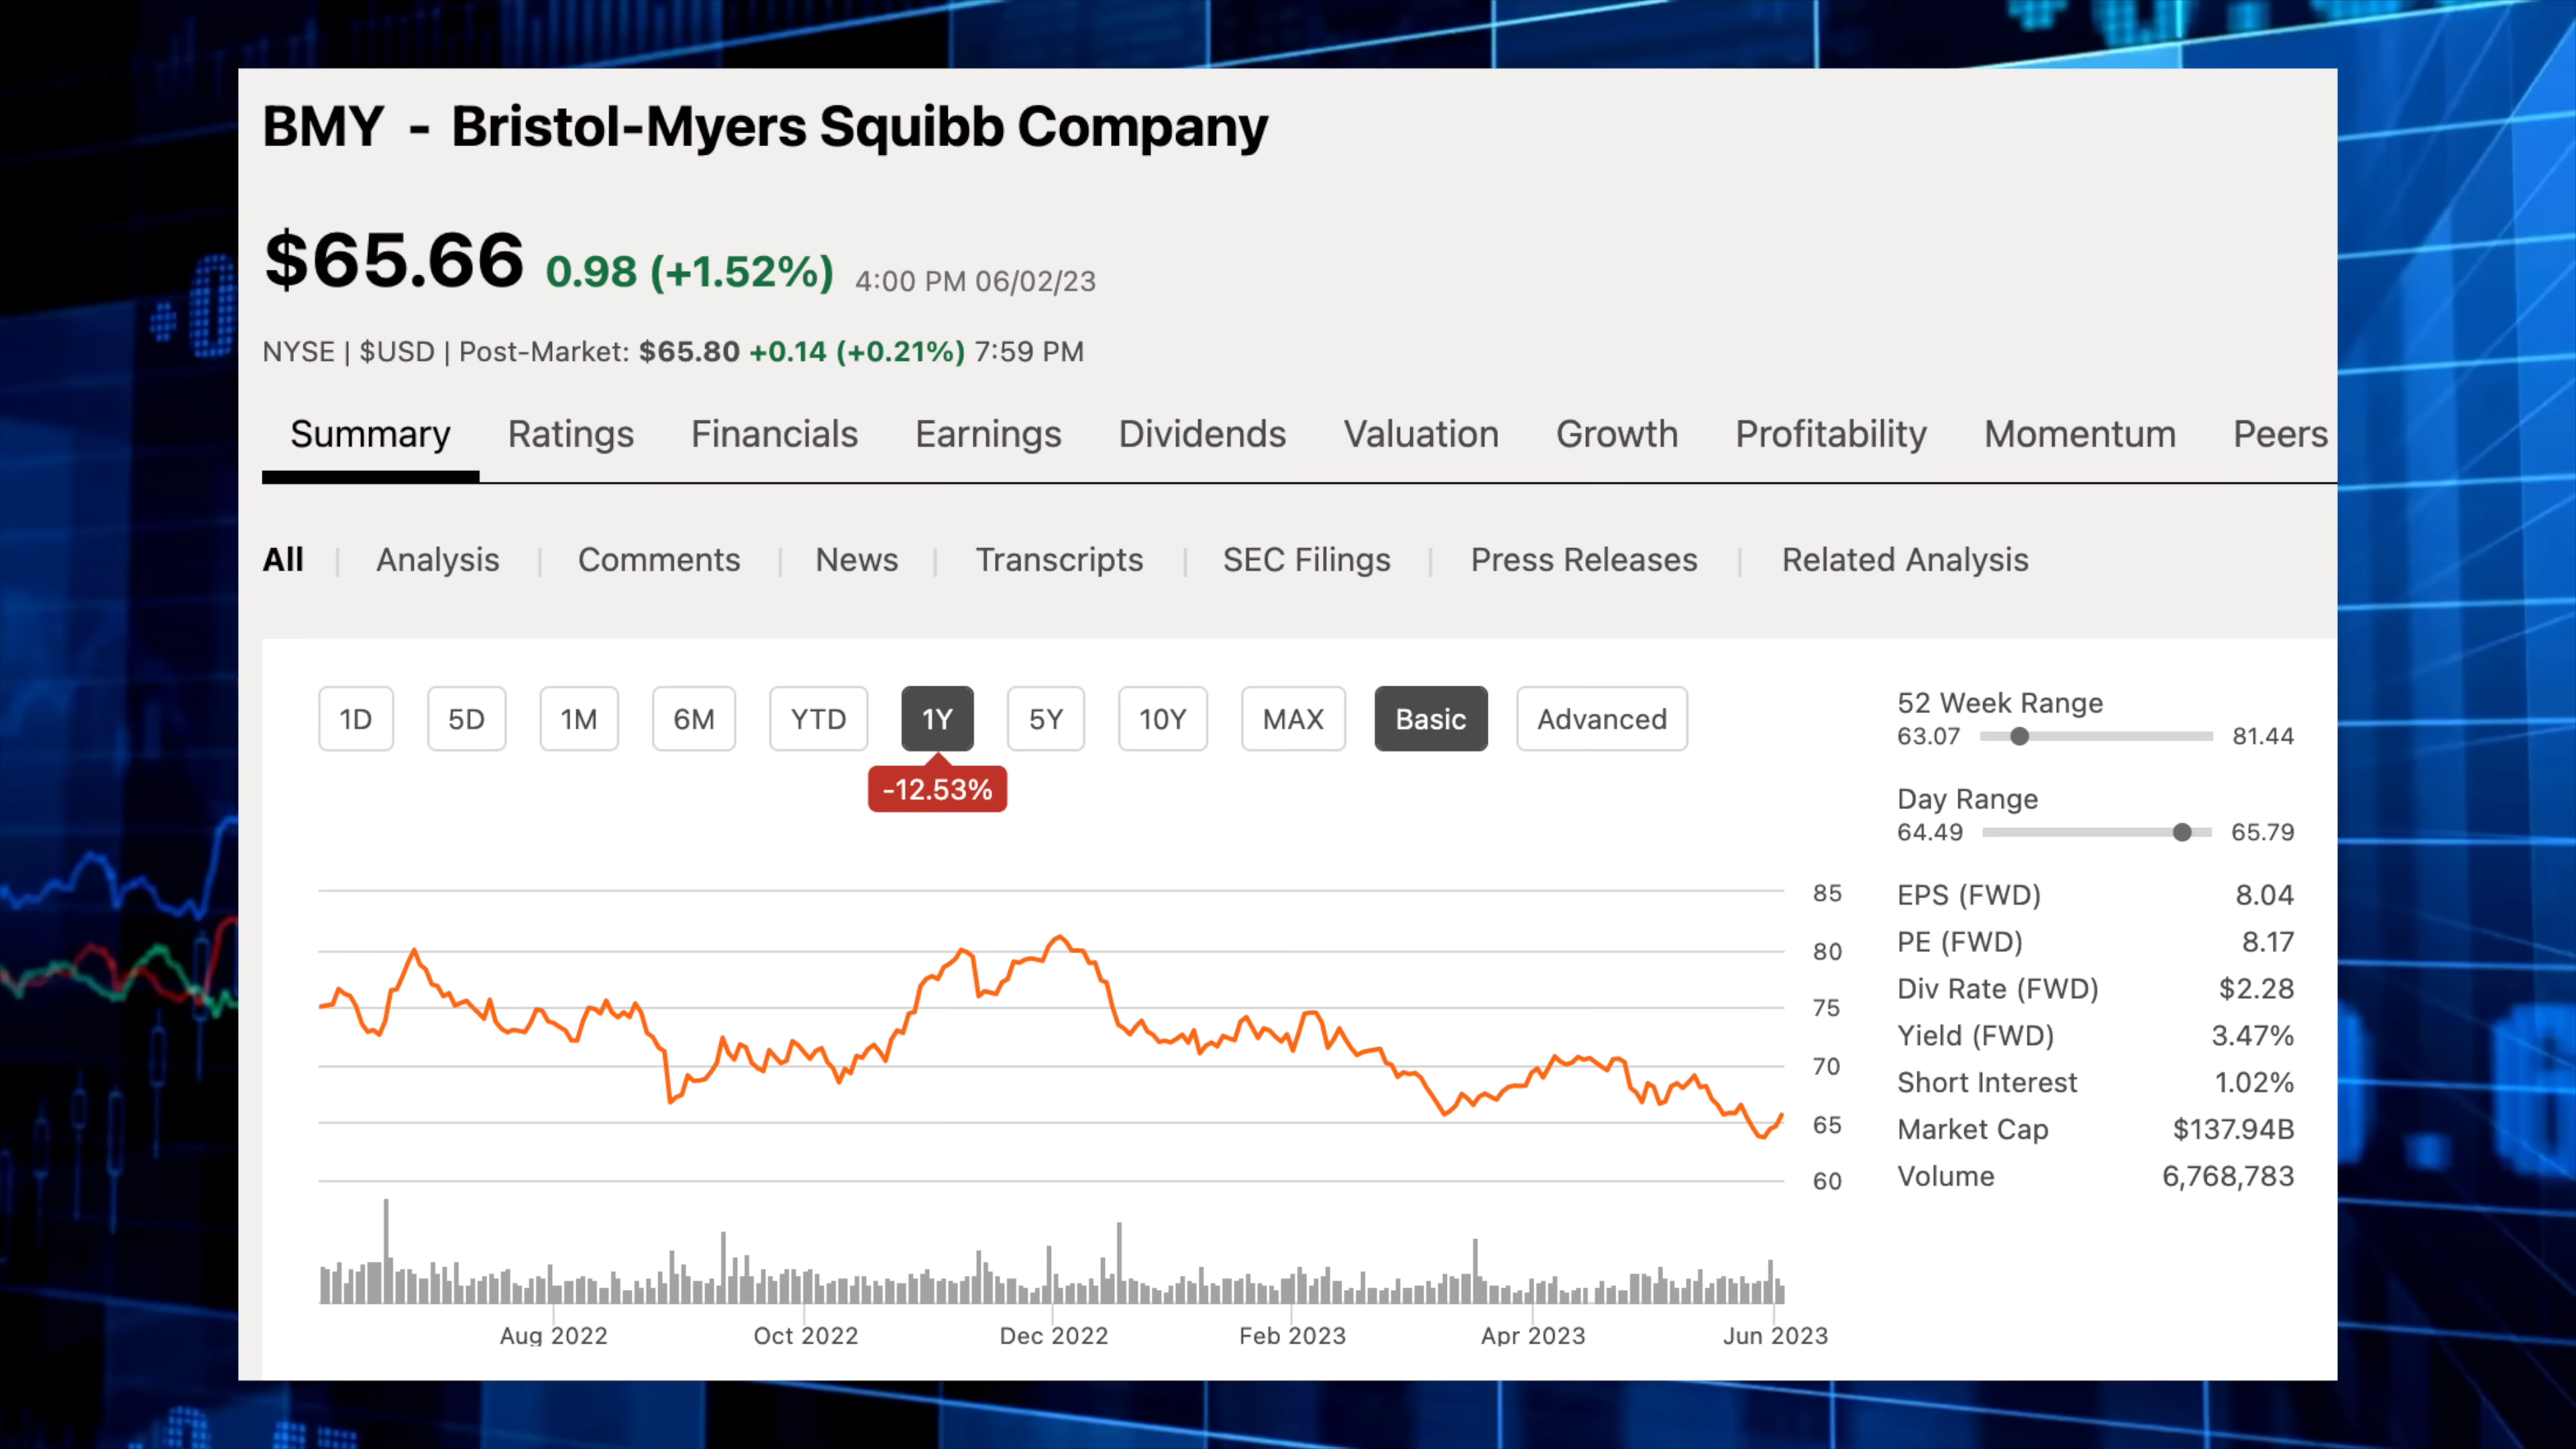 BMY - Bristol-Myers Squibb Company
$65.66 0.98 (+1.52%) 4:00 PM 06/02/23
NYSE | $USD | Post-Market: $65.80 +0.14 (+0.21%) 7:59 PM
Summary Ratings Financials Earnings Dividends Valuation Growth Profitability Momentum Peers
All | Analysis | Comments | News | Transcripts | SEC Filings | Press Releases | Related Analysis
1D 5D 1M 6M YTD 1Y 5Y 10Y MAX Basic Advanced
-12.53%
85
80
75
70
65
60
Aug 2022 Oct 2022 Dec 2022 Feb 2023 Apr 2023 Jun 2023
52 Week Range
63.07 81.44
Day Range
64.49 65.79
EPS (FWD) 8.04
PE (FWD) 8.17
Div Rate (FWD) $2.28
Yield (FWD) 3.47%
Short Interest 1.02%
Market Cap $137.94B
Volume 6,768,783